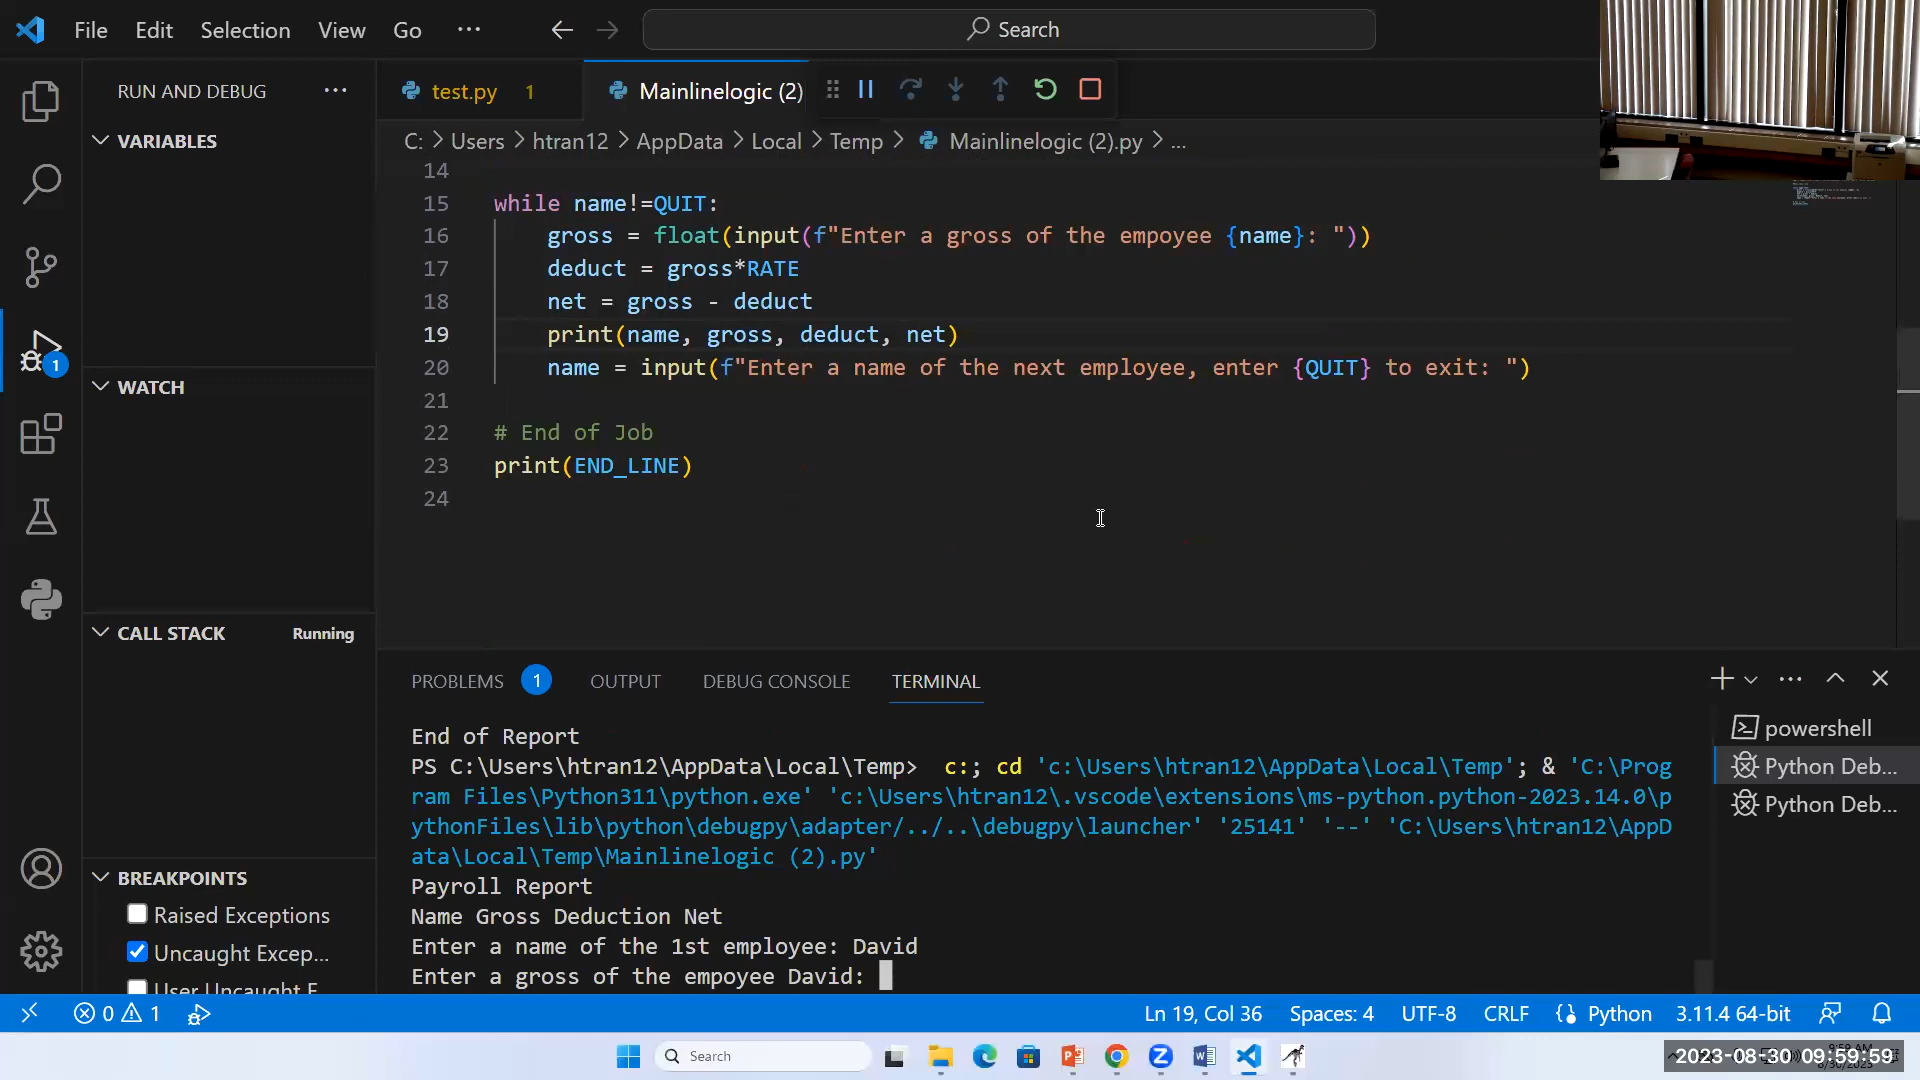 File Edit Selection View Go ··· Search
RUN AND DEBUG ···
VARIABLES
WATCH
CALL STACK Running
BREAKPOINTS
Raised Exceptions
Uncaught Excep...
User Uncaught E
1
test.py 1
Mainlinelogic (2)
C: > Users > htran12 > AppData > Local > Temp > Mainlinelogic (2).py > ...
14
15 while name!=QUIT:
16 gross = float(input(f"Enter a gross of the empoyee {name}: "))
17 deduct = gross*RATE
18 net = gross - deduct
19 print(name, gross, deduct, net)
20 name = input(f"Enter a name of the next employee, enter {QUIT} to exit: ")
21
22 # End of Job
23 print(END_LINE)
24
PROBLEMS 1 OUTPUT DEBUG CONSOLE TERMINAL
End of Report
PS C:\Users\htran12\AppData\Local\Temp> c:; cd 'c:\Users\htran12\AppData\Local\Temp'; & 'C:\Prog
ram Files\Python311\python.exe' 'c:\Users\htran12\.vscode\extensions\ms-python.python-2023.14.0\p
ythonFiles\lib\python\debugpy\adapter/../..\debugpy\launcher' '25141' '--' 'C:\Users\htran12\AppD
ata\Local\Temp\Mainlinelogic (2).py'
Payroll Report
Name Gross Deduction Net
Enter a name of the 1st employee: David
Enter a gross of the empoyee David:
powershell
Python Deb...
Python Deb...
0 1 Ln 19, Col 36 Spaces: 4 UTF-8 CRLF Python 3.11.4 64-bit
Search
2023-08-30 09:59:59